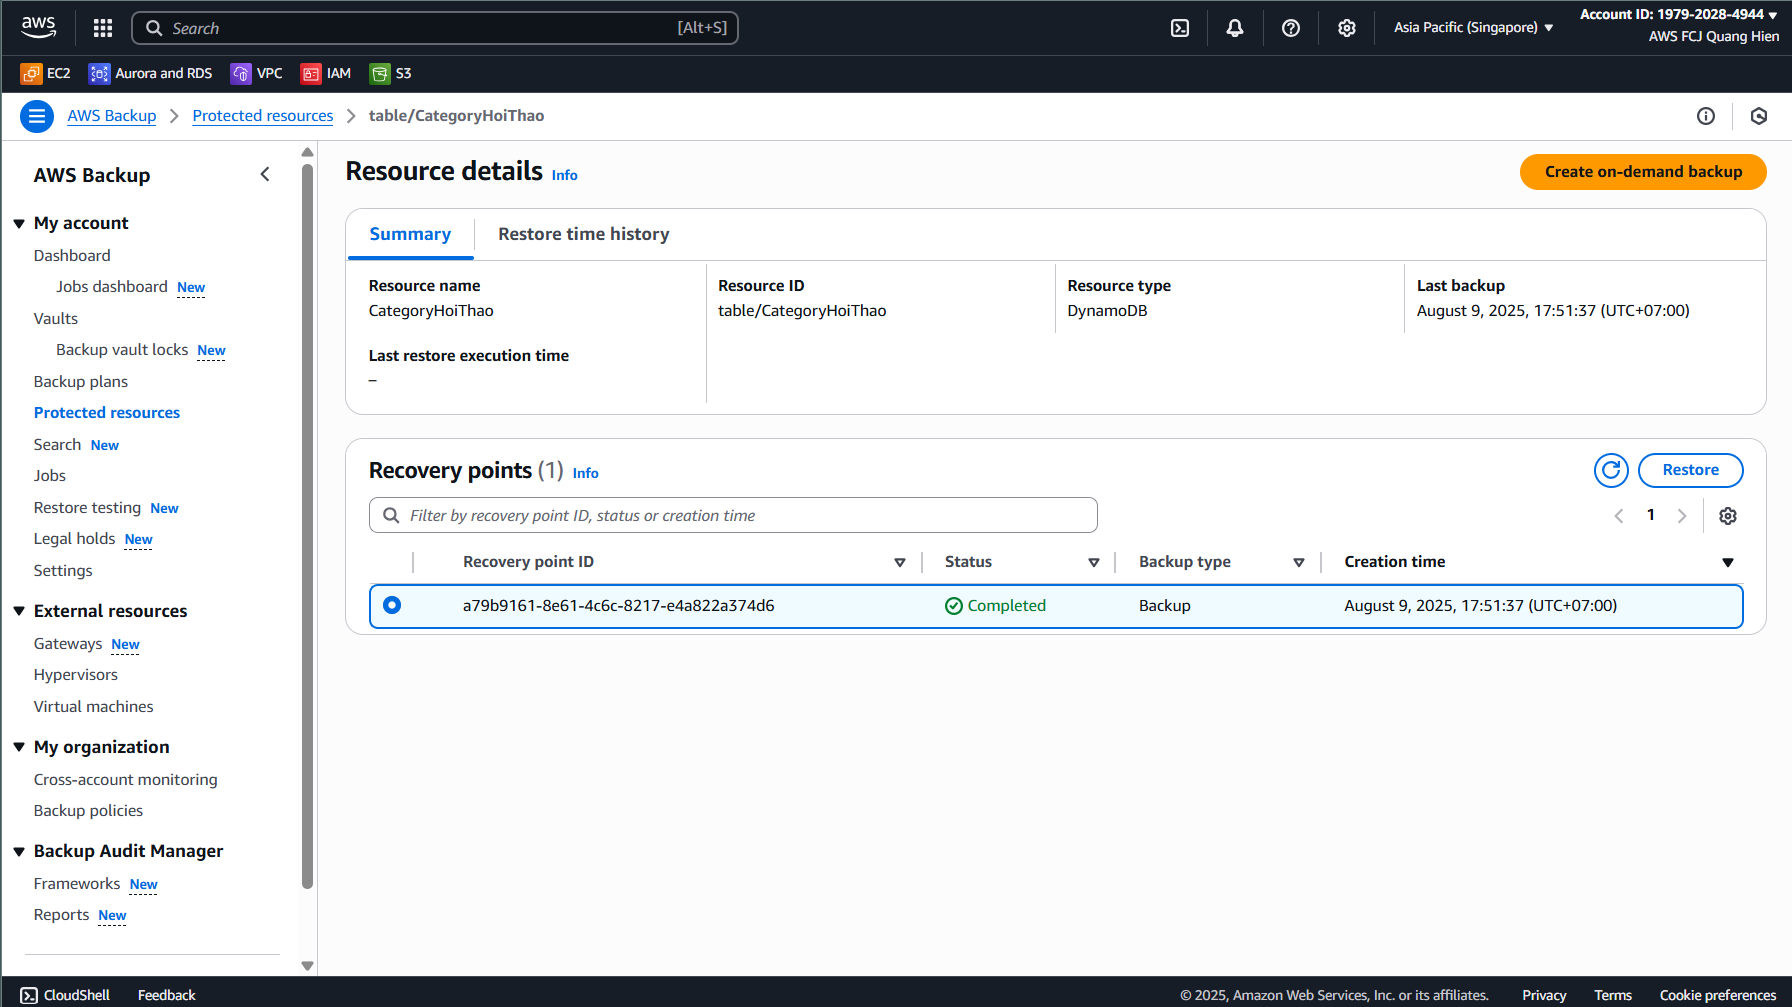 aws
Search [Alt+S]
Asia Pacific (Singapore)
Account ID: 1979-2028-4944
AWS FCJ Quang Hien
EC2 Aurora and RDS VPC IAM S3
AWS Backup Protected resources table/CategoryHoiThao
AWS Backup
My account
Dashboard
Jobs dashboard New
Vaults
Backup vault locks New
Backup plans
Protected resources
Search New
Jobs
Restore testing New
Legal holds New
Settings
External resources
Gateways New
Hypervisors
Virtual machines
My organization
Cross-account monitoring
Backup policies
Backup Audit Manager
Frameworks New
Reports New
Resource details Info
Create on-demand backup
Summary Restore time history
Resource name
CategoryHoiThao
Resource ID
table/CategoryHoiThao
Resource type
DynamoDB
Last backup
August 9, 2025, 17:51:37 (UTC+07:00)
Last restore execution time
–
Recovery points (1) Info
Restore
Filter by recovery point ID, status or creation time
1
Recovery point ID Status Backup type Creation time
a79b9161-8e61-4c6c-8217-e4a822a374d6 Completed Backup August 9, 2025, 17:51:37 (UTC+07:00)
CloudShell Feedback
© 2025, Amazon Web Services, Inc. or its affiliates. Privacy Terms Cookie preferences